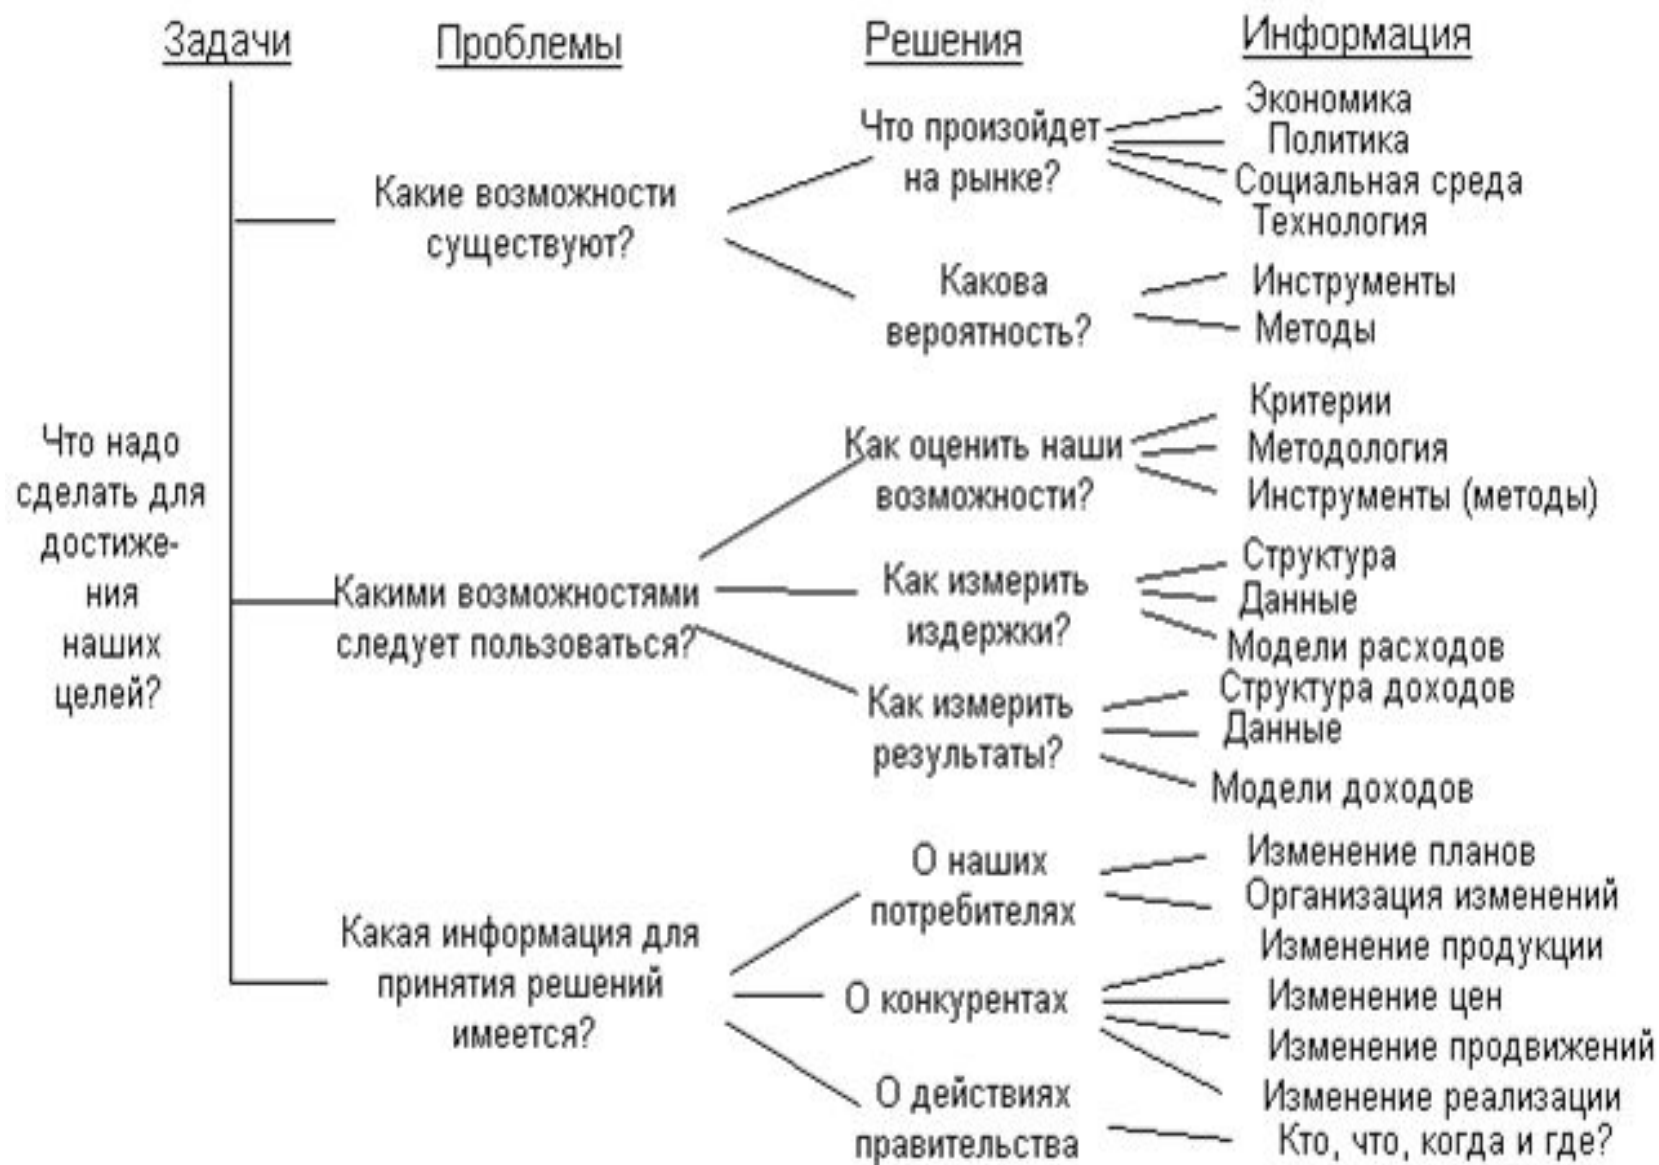 Задачи
Проблемы
Решения
Информация
Что надо
сделать для
достиже-
ния
наших
целей?
Какие возможности
существуют?
Что произойдет
на рынке?
Экономика
Политика
Социальная среда
Технология
Какова
вероятность?
Инструменты
Методы
Какими возможностями
следует пользоваться?
Как оценить наши
возможности?
Критерии
Методология
Инструменты (методы)
Как измерить
издержки?
Структура
Данные
Модели расходов
Как измерить
результаты?
Структура доходов
Данные
Модели доходов
Какая информация для
принятия решений
имеется?
О наших
потребителях
Изменение планов
Организация изменений
О конкурентах
Изменение продукции
Изменение цен
Изменение продвижений
Изменение реализации
О действиях
правительства
Кто, что, когда и где?